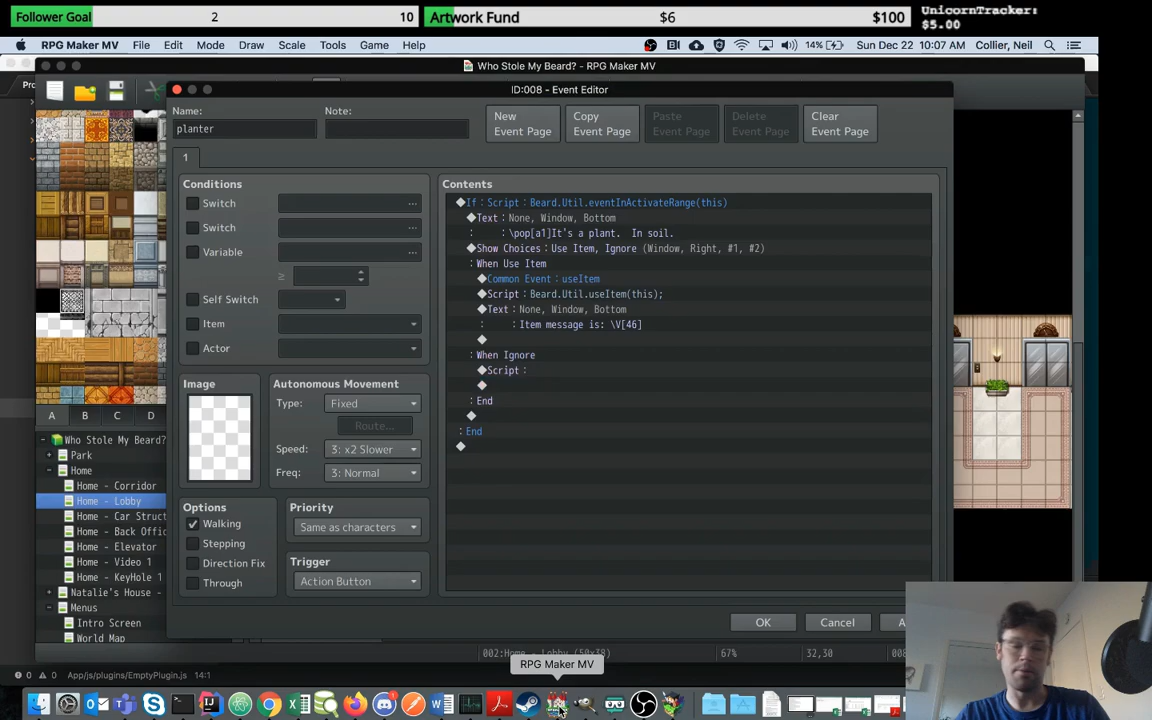 Follower Goal 2 10 Artwork Fund $6 $100 UnicornTracker:
$5.00
RPG Maker MV File Edit Mode Draw Scale Tools Game Help 14% Sun Dec 22 10:07 AM Collier, Neil
Who Stole My Beard? - RPG Maker MV
Pro
ID:008 - Event Editor
Name: Note:
planter
New Event Page
Copy Event Page
Paste Event Page
Delete Event Page
Clear Event Page
1
Conditions
Switch ...
Switch ...
Variable ...
≥
Self Switch
Item
Actor
Image
Autonomous Movement
Type: Fixed
Route...
Speed: 3: x2 Slower
Freq: 3: Normal
Options
Walking
Stepping
Direction Fix
Through
Priority
Same as characters
Trigger
Action Button
Contents
◆If：Script：Beard.Util.eventInActivateRange(this)
◆Text：None, Window, Bottom
：　　：\pop[a1]It's a plant.  In soil.
◆Show Choices：Use Item, Ignore (Window, Right, #1, #2)
：When Use Item
◆Common Event：useItem
◆Script：Beard.Util.useItem(this);
◆Text：None, Window, Bottom
：　　：Item message is: \V[46]
◆
：When Ignore
◆Script：
◆
：End
◆
：End
◆
OK Cancel A
A B C D
Who Stole My Beard?
Park
Home
Home - Corridor
Home - Lobby
Home - Car Struct
Home - Back Offic
Home - Elevator
Home - Video 1
Home - KeyHole 1
Natalie's House -
Menus
Intro Screen
World Map
002:Home - Lobby (50x38) 67% 32,30 008
RPG Maker MV
0 0 App/js/plugins/EmptyPlugin.js 14:1